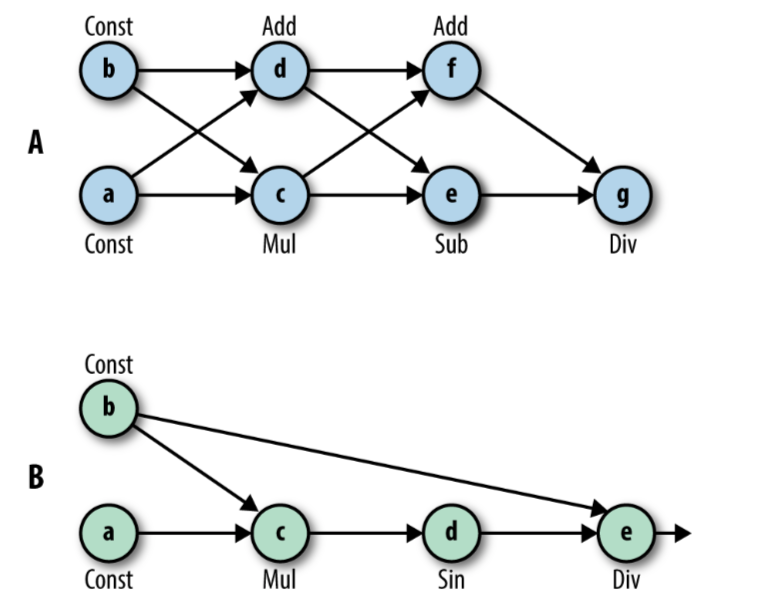 Const Add Add
b d f
A
a c e g
Const Mul Sub Div
Const
b
B
a c d e
Const Mul Sin Div